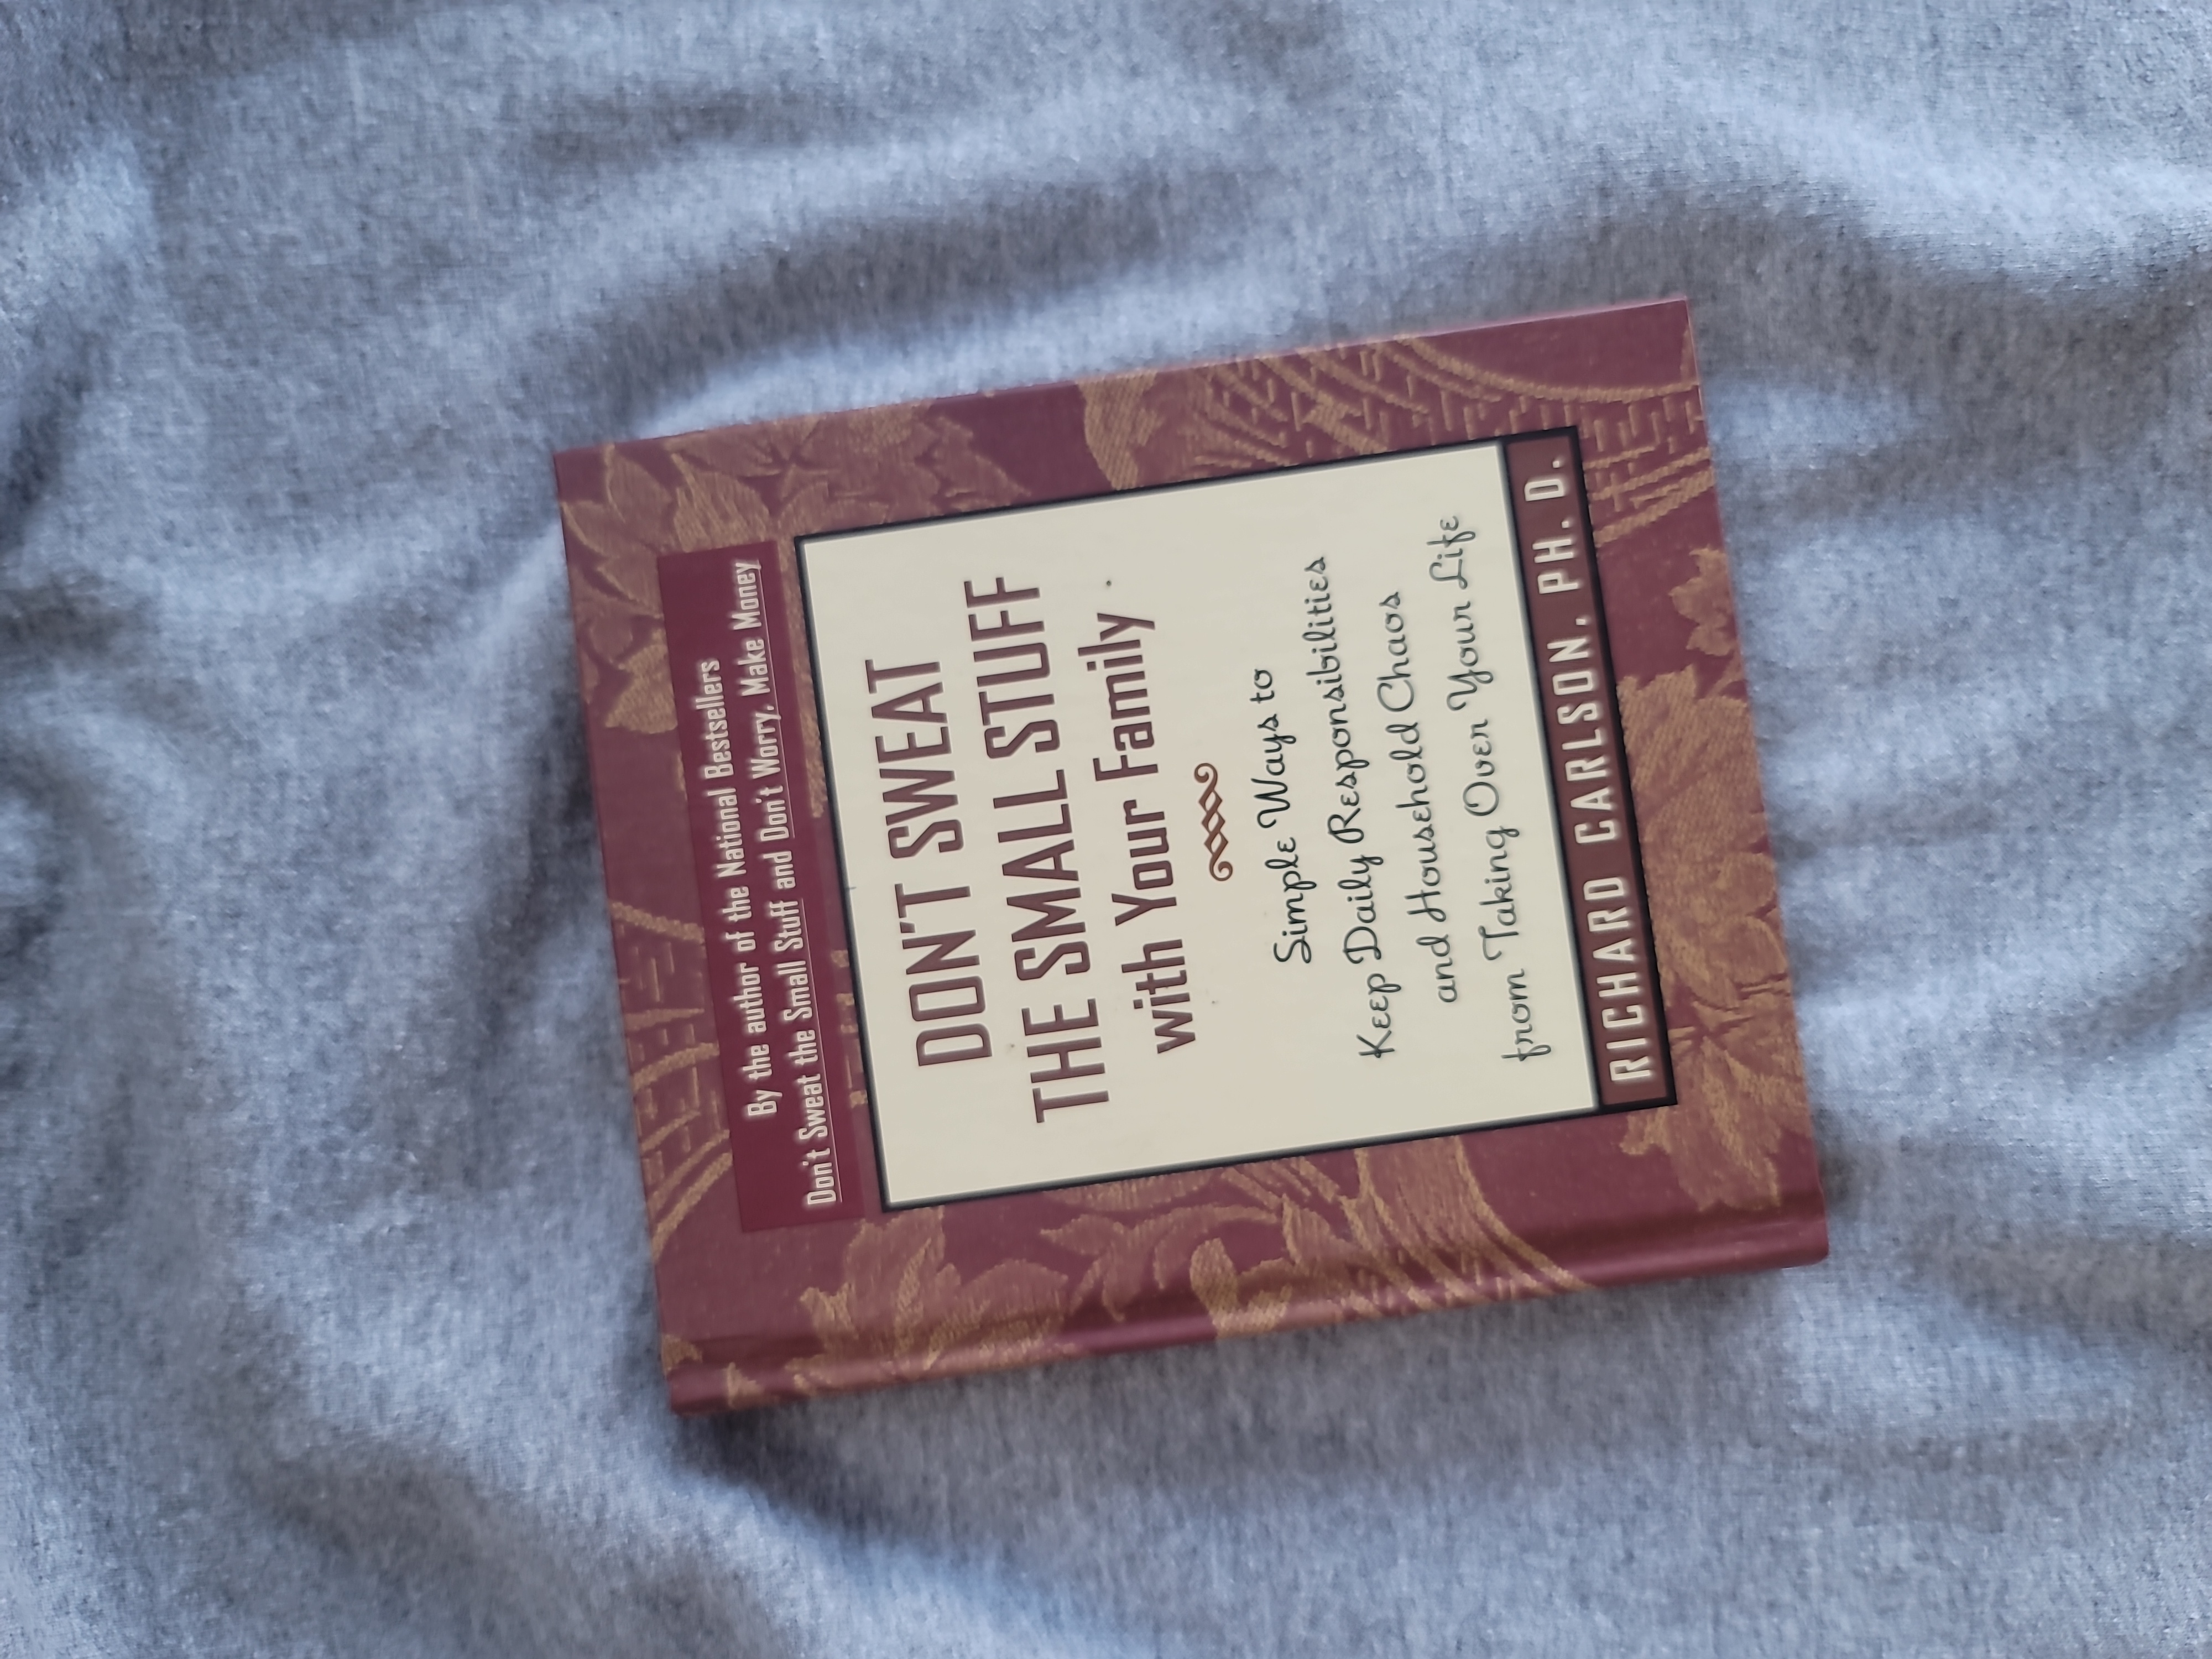 By the author of the National Bestsellers
Don't Sweat the Small Stuff and Don't Worry, Make Money
DON'T SWEAT
THE SMALL STUFF
with Your Family
Simple Ways to
Keep Daily Responsibilities
and Household Chaos
from Taking Over Your Life
RICHARD CARLSON, PH. D.